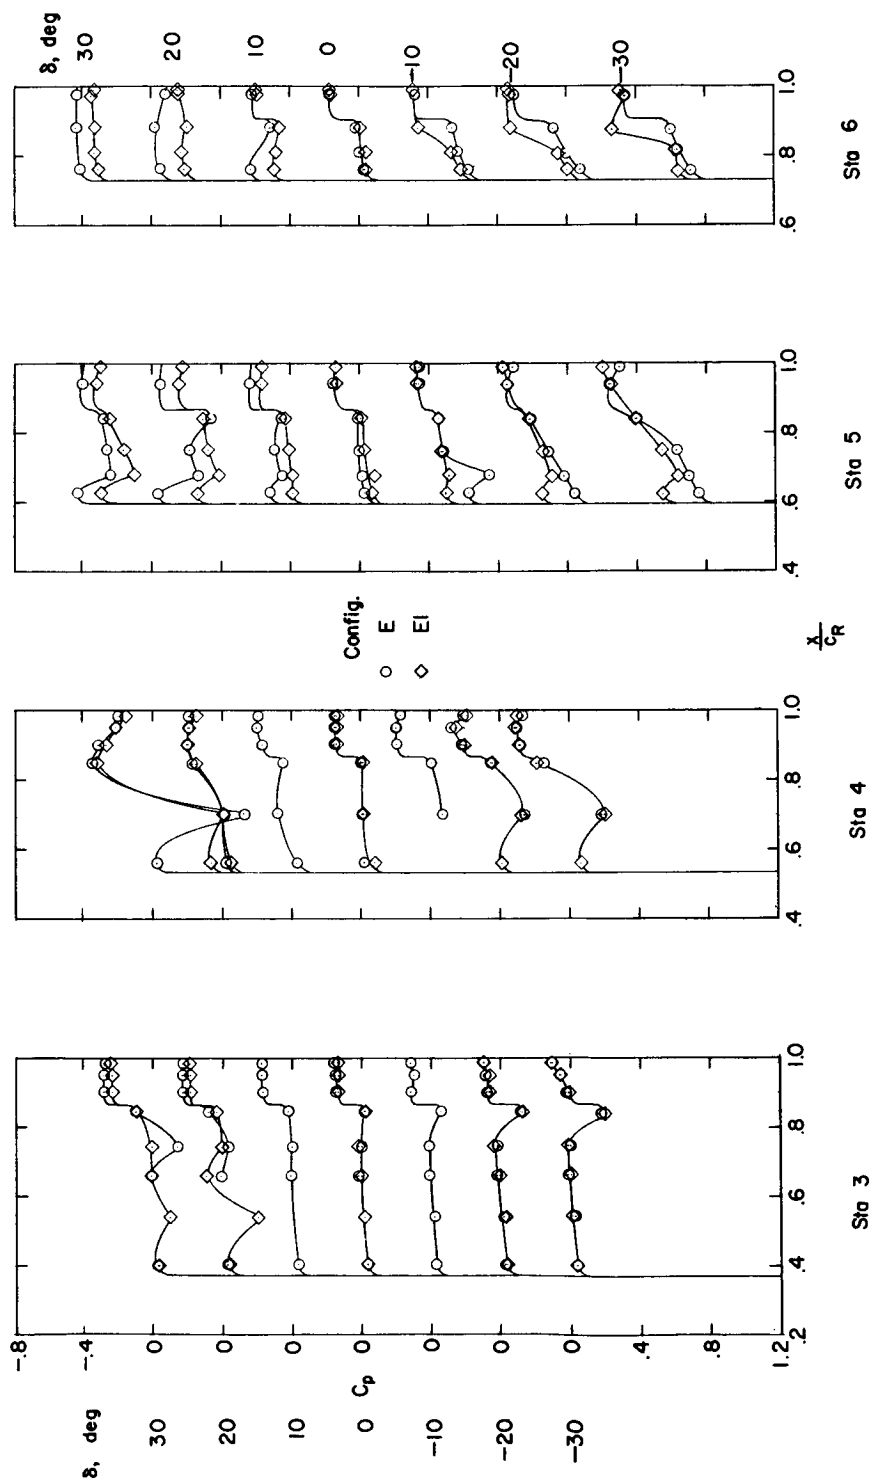 -.8
δ, deg -.4 δ, deg
30 0 30
20 0 20
10 0 10
Cp
0 0 0
Config.
E
EI
-10 0 -10
-20 0 -20
-30 0 -30
.4
.8
1.2
.2 .4 .6 .8 1.0 .4 .6 .8 1.0 .4 .6 .8 1.0 .6 .8 1.0
x
cR
Sta 3 Sta 4 Sta 5 Sta 6